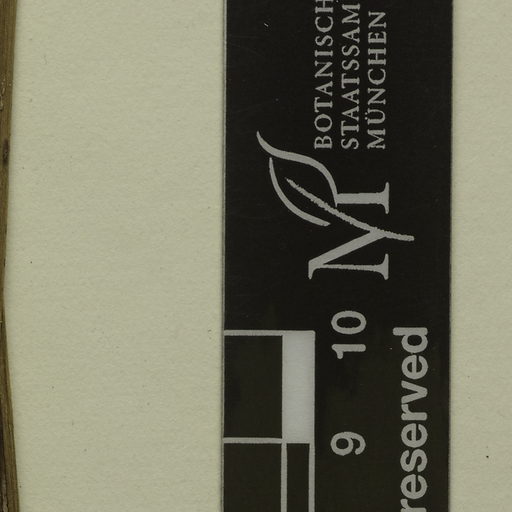 BOTANISCH
STAATSSAM
MÜNCHEN
M
9 10
reserved